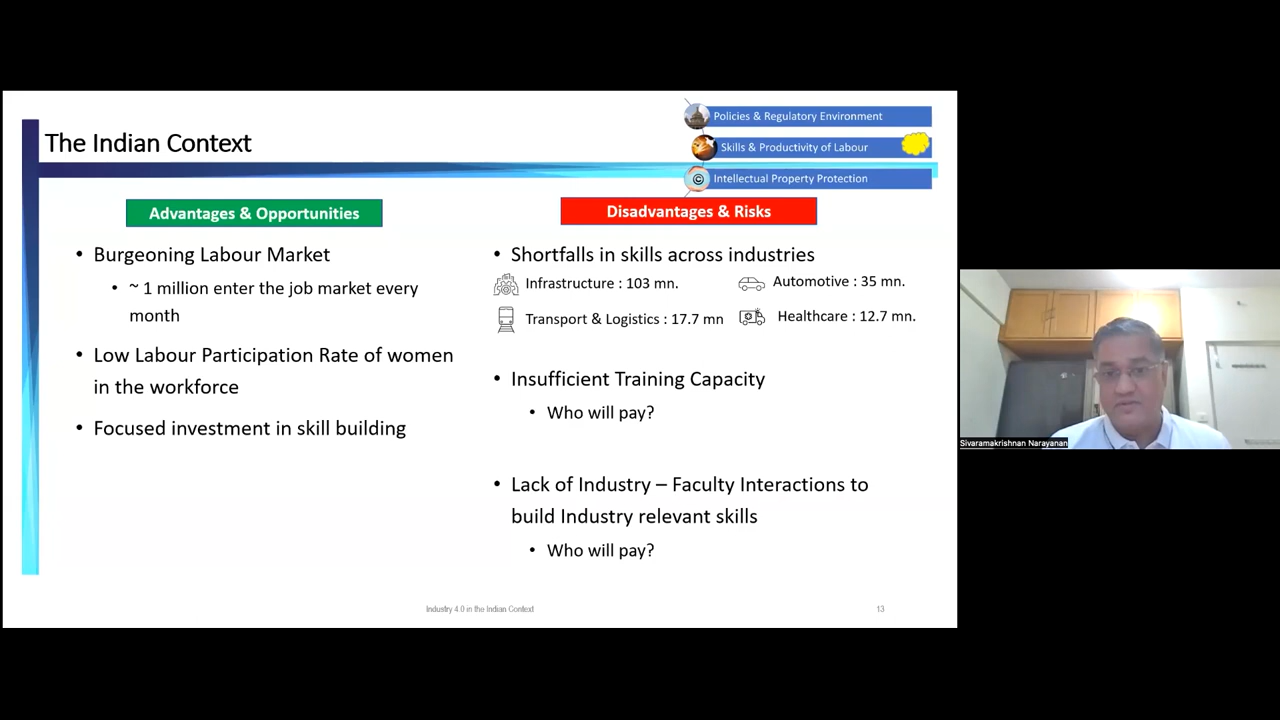 The Indian Context
Policies & Regulatory Environment
Skills & Productivity of Labour
© Intellectual Property Protection
Advantages & Opportunities
• Burgeoning Labour Market
• ~ 1 million enter the job market every
month
• Low Labour Participation Rate of women
in the workforce
• Focused investment in skill building
Disadvantages & Risks
• Shortfalls in skills across industries
Infrastructure : 103 mn.
Automotive : 35 mn.
Transport & Logistics : 17.7 mn
Healthcare : 12.7 mn.
• Insufficient Training Capacity
• Who will pay?
• Lack of Industry – Faculty Interactions to
build Industry relevant skills
• Who will pay?
Industry 4.0 in the Indian Context
13
Sivaramakrishnan Narayanan